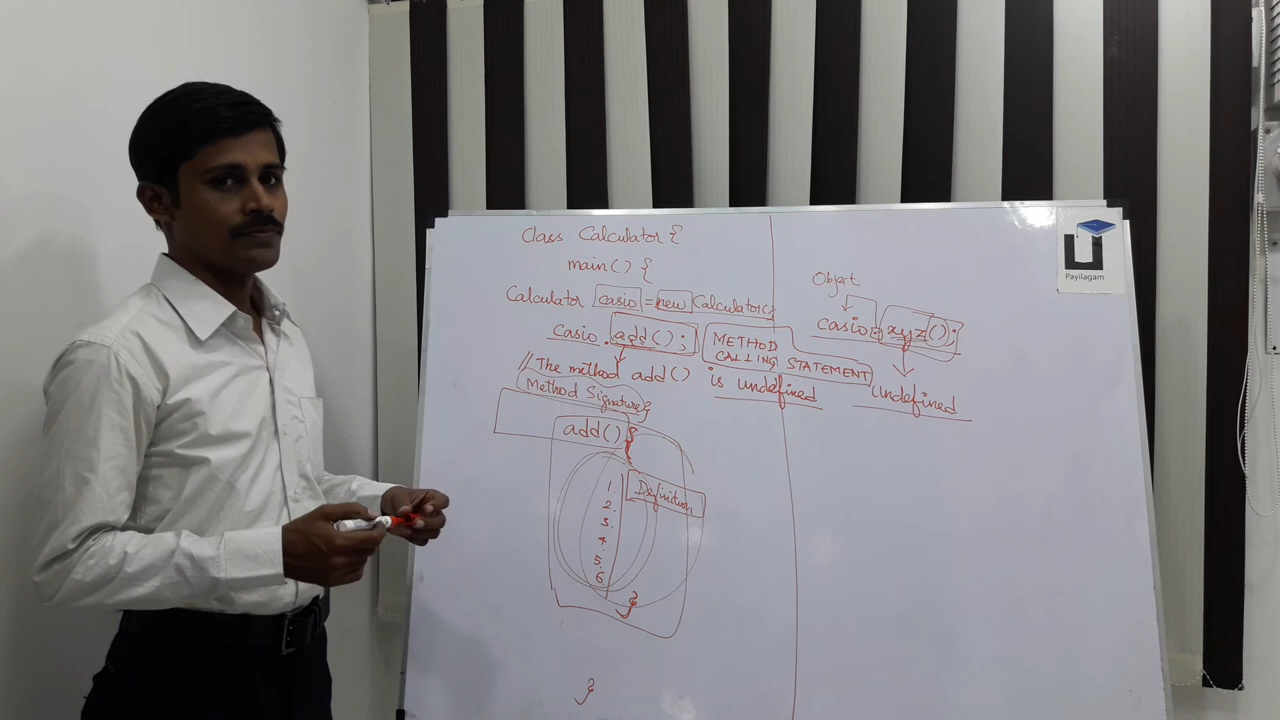 Class Calculator {
main() {
Calculator casio = new Calculator()
casio.add();
METHOD
CALLING STATEMENT
// The method add() is undefined
Method Signature {
add() {
Definition
1.
2.
3.
4.
5.
6.
}
}
Object
casio.xyz();
Undefined
Payilagam